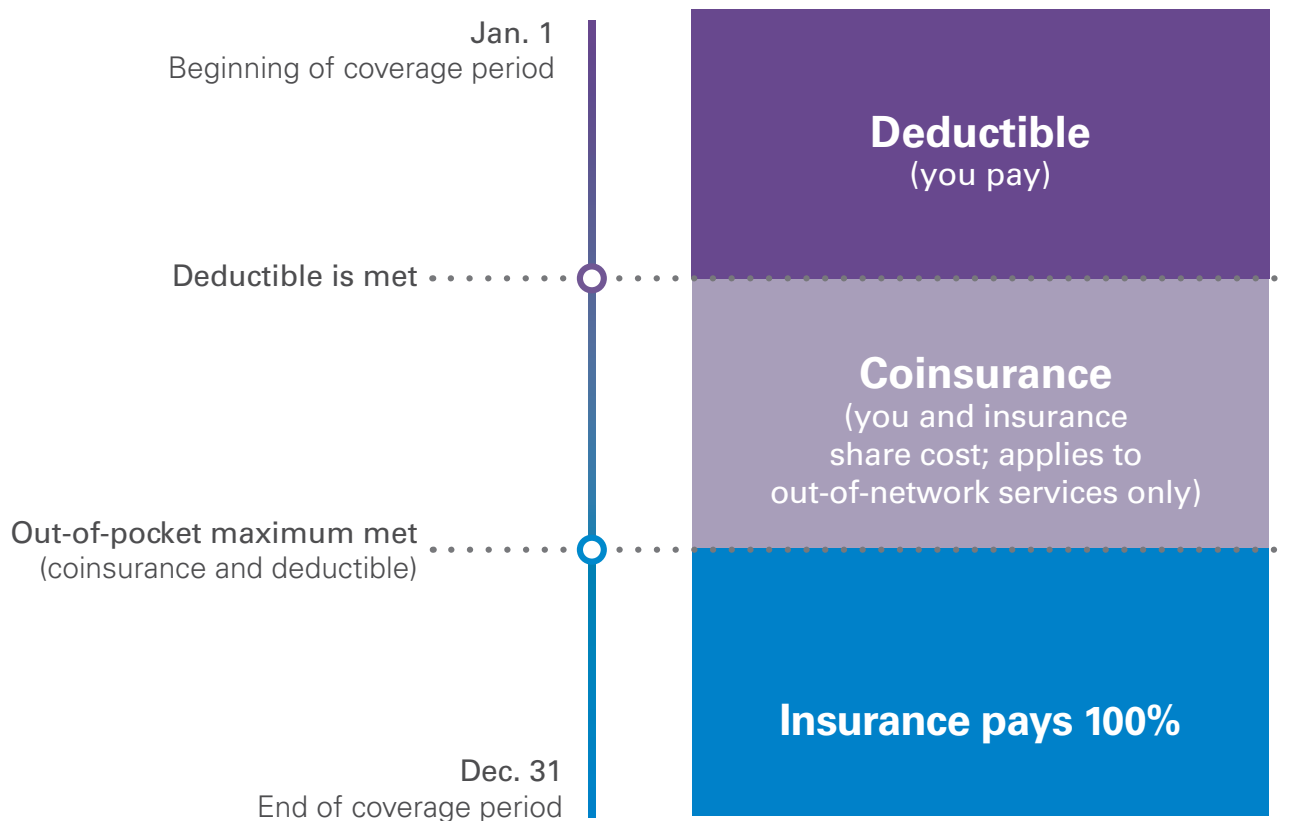 Jan. 1
Beginning of coverage period
Deductible
(you pay)
Deductible is met
Coinsurance
(you and insurance
share cost; applies to
out-of-network services only)
Out-of-pocket maximum met
(coinsurance and deductible)
Insurance pays 100%
Dec. 31
End of coverage period